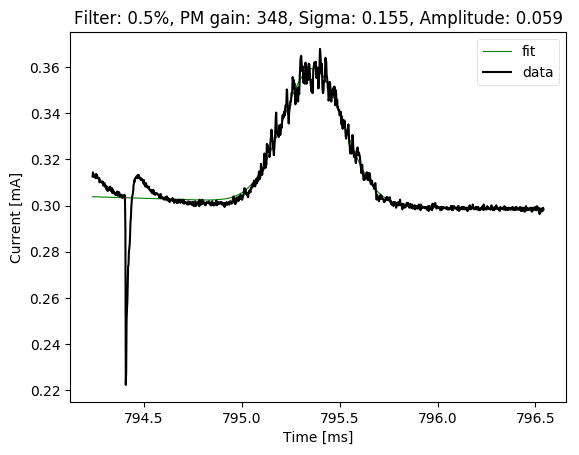 Filter: 0.5%, PM gain: 348, Sigma: 0.155, Amplitude: 0.059
fit
data
0.36
0.34
0.32
0.30
0.28
0.26
0.24
0.22
Current [mA]
794.5
795.0
795.5
796.0
796.5
Time [ms]